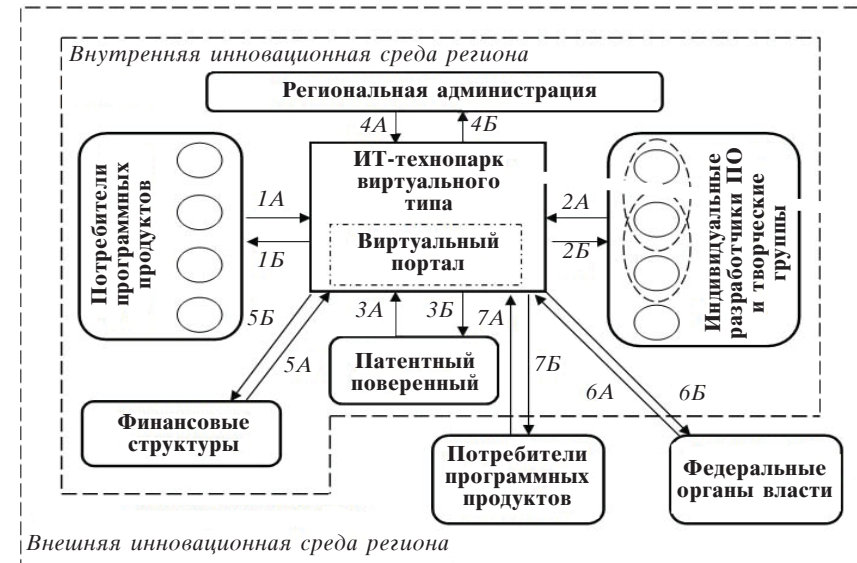 Внутренняя инновационная среда региона
Региональная администрация
4А
4Б
Потребители
программных
продуктов
1А
1Б
ИТ-технопарк
виртуального
типа
Виртуальный
портал
2А
2Б
Индивидуальные
разработчики ПО
и творческие
группы
5Б
5А
3А
3Б
7А
7Б
6А
6Б
Патентный
поверенный
Финансовые
структуры
Потребители
программных
продуктов
Федеральные
органы власти
Внешняя инновационная среда региона